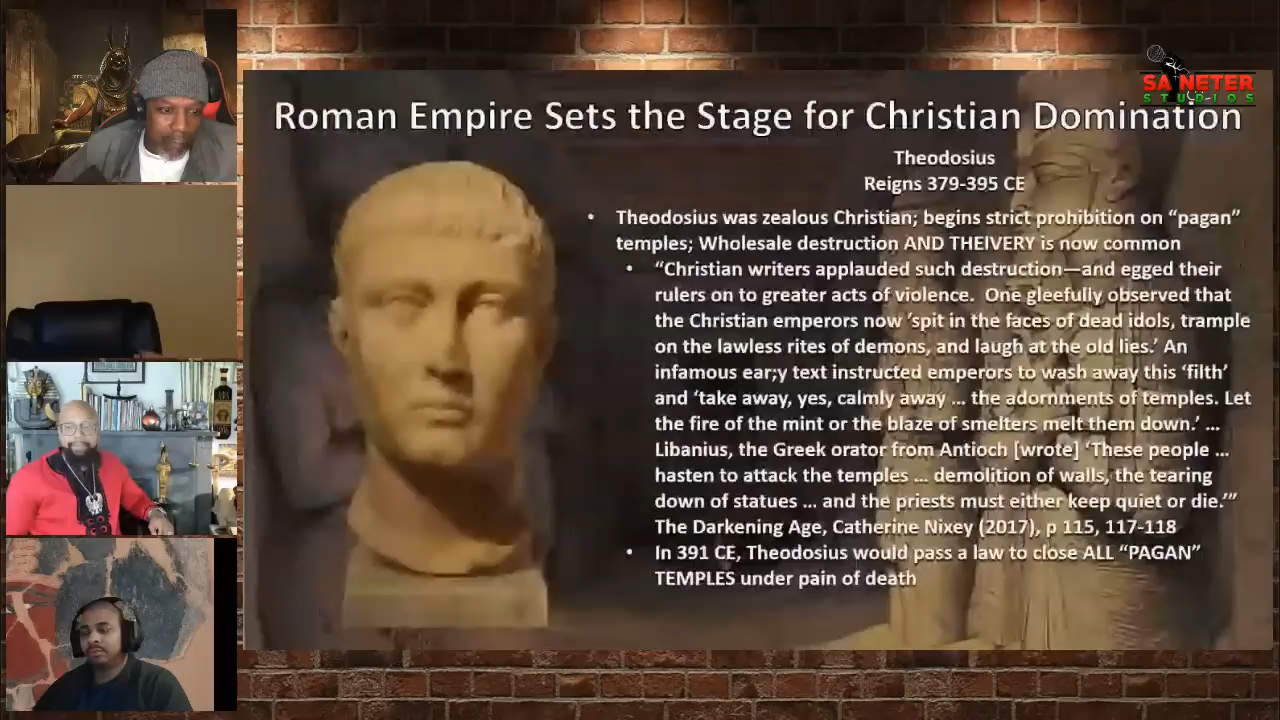 SA NETER
STUDIOS
Roman Empire Sets the Stage for Christian Domination
Theodosius
Reigns 379-395 CE
• Theodosius was zealous Christian; begins strict prohibition on “pagan”
temples; Wholesale destruction AND THEIVERY is now common
• “Christian writers applauded such destruction—and egged their
rulers on to greater acts of violence. One gleefully observed that
the Christian emperors now ‘spit in the faces of dead idols, trample
on the lawless rites of demons, and laugh at the old lies.’ An
infamous ear;y text instructed emperors to wash away this ‘filth’
and ‘take away, yes, calmly away … the adornments of temples. Let
the fire of the mint or the blaze of smelters melt them down.’ …
Libanius, the Greek orator from Antioch [wrote] ‘These people …
hasten to attack the temples … demolition of walls, the tearing
down of statues … and the priests must either keep quiet or die.’”
The Darkening Age, Catherine Nixey (2017), p 115, 117-118
• In 391 CE, Theodosius would pass a law to close ALL “PAGAN”
TEMPLES under pain of death